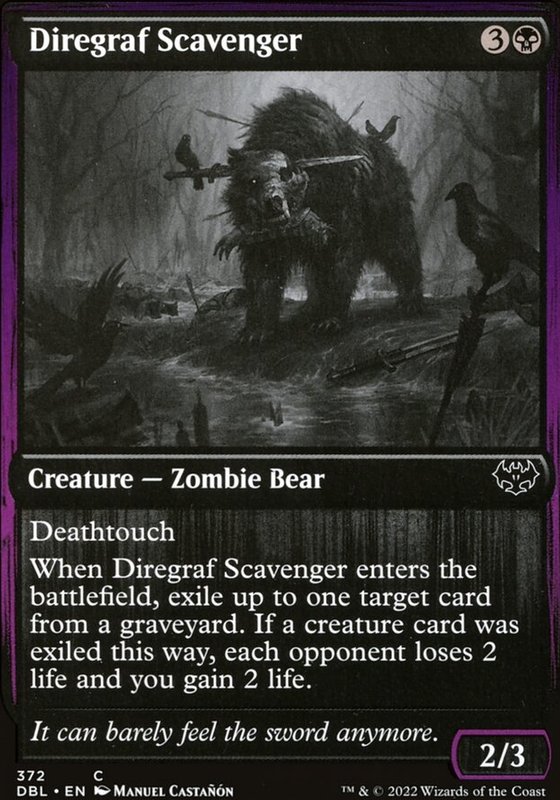 Diregraf Scavenger 3
Creature — Zombie Bear
Deathtouch
When Diregraf Scavenger enters the
battlefield, exile up to one target card
from a graveyard. If a creature card was
exiled this way, each opponent loses 2
life and you gain 2 life.
It can barely feel the sword anymore.
2/3
372 C
DBL • EN Manuel Castañón
™ & © 2022 Wizards of the Coast